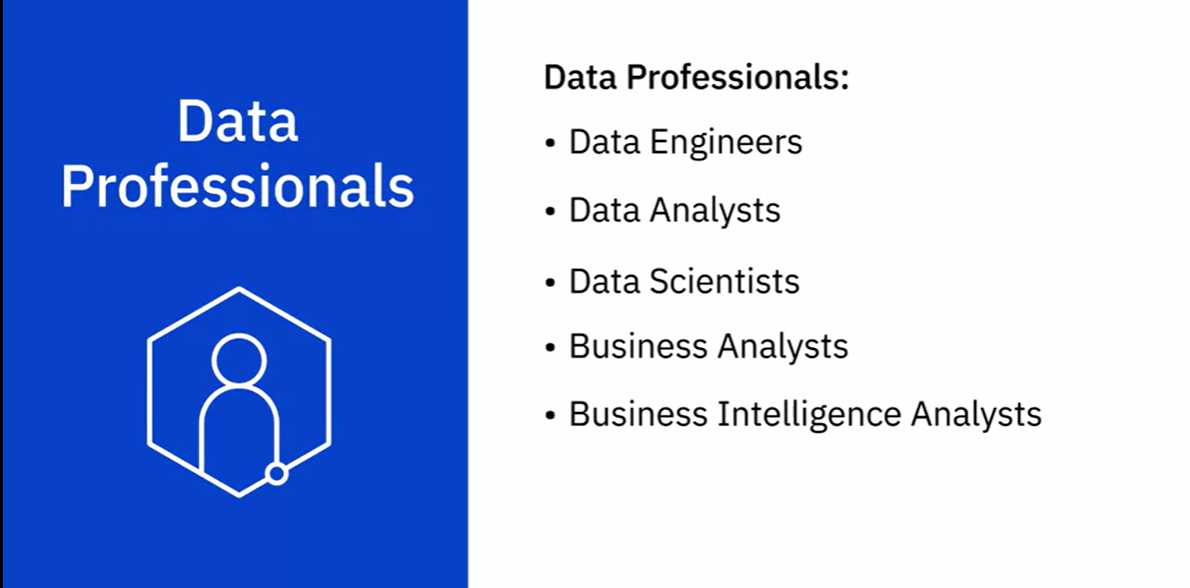 Data
Professionals
Data Professionals:
• Data Engineers
• Data Analysts
• Data Scientists
• Business Analysts
• Business Intelligence Analysts